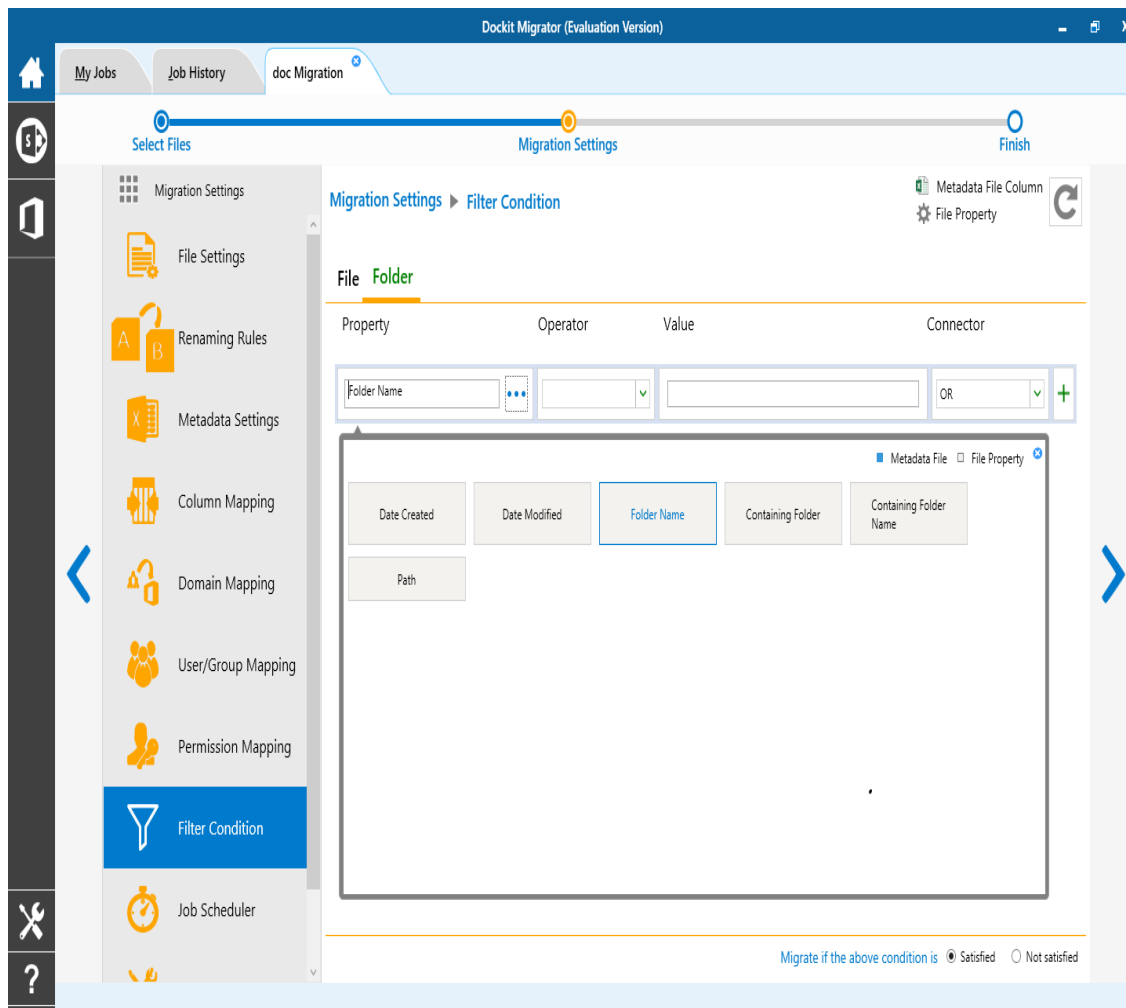 Dockit Migrator (Evaluation Version)
My Jobs
Job History
doc Migration
Select Files
Migration Settings
Finish
Migration Settings
File Settings
Renaming Rules
A
B
Metadata Settings
X
Column Mapping
Domain Mapping
User/Group Mapping
Permission Mapping
Filter Condition
Job Scheduler
Migration Settings Filter Condition
Metadata File Column
File Property
File Folder
Property Operator Value Connector
Folder Name ... OR +
Metadata File File Property
Date Created
Date Modified
Folder Name
Containing Folder
Containing Folder
Name
Path
Migrate if the above condition is Satisfied Not satisfied
S
?